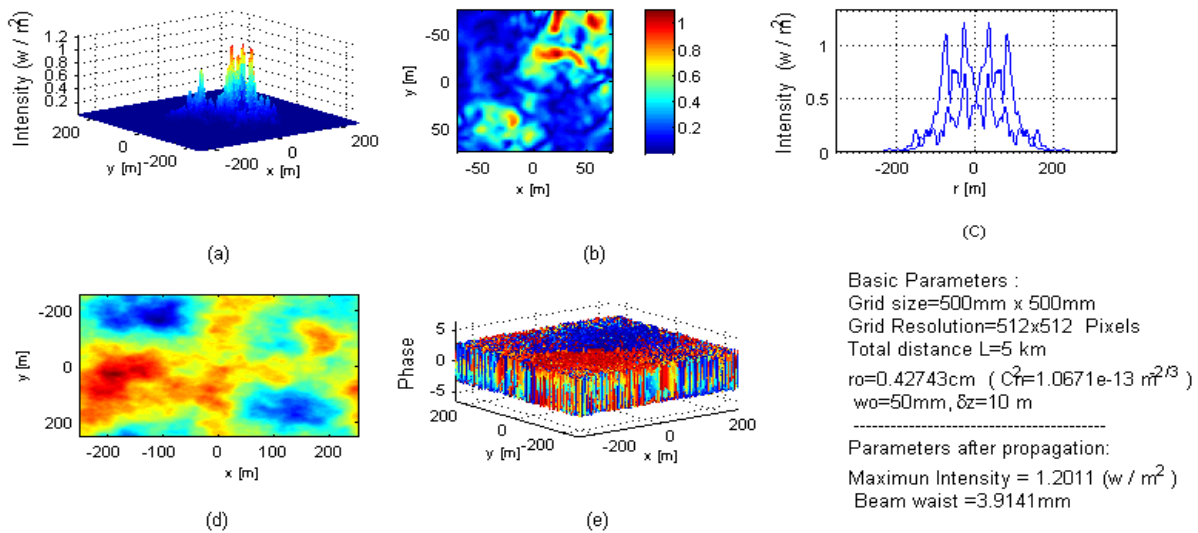 Intensity (w / m²)
1.2
1
0.8
0.6
0.4
0.2
200
0
-200
y [m]
-200
0
200
x [m]
(a)
y [m]
-50
0
50
-50
0
50
x [m]
1
0.8
0.6
0.4
0.2
(b)
Intensity (w / m²)
1
0.5
0
-200
0
200
r [m]
(C)
y [m]
-200
-100
0
100
200
-200
-100
0
100
200
x [m]
(d)
Phase
5
0
-5
200
0
-200
y [m]
-200
0
200
x [m]
(e)
Basic Parameters :
Grid size=500mm x 500mm
Grid Resolution=512x512 Pixels
Total distance L=5 km
ro=0.42743cm ( C²n=1.0671e-13 m^-2/3 )
wo=50mm, δz=10 m
----------------------------------------
Parameters after propagation:
Maximun Intensity = 1.2011 (w / m² )
Beam waist =3.9141mm